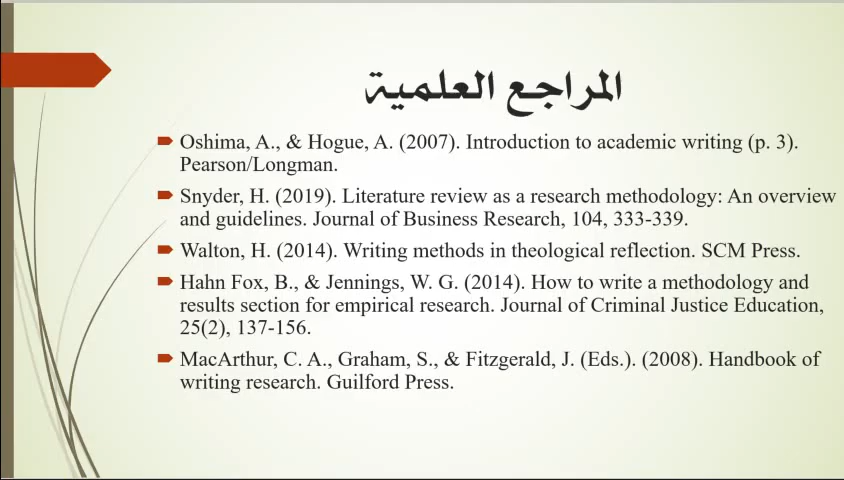 المراجع العلمية
Oshima, A., & Hogue, A. (2007). Introduction to academic writing (p. 3).
Pearson/Longman.
Snyder, H. (2019). Literature review as a research methodology: An overview
and guidelines. Journal of Business Research, 104, 333-339.
Walton, H. (2014). Writing methods in theological reflection. SCM Press.
Hahn Fox, B., & Jennings, W. G. (2014). How to write a methodology and
results section for empirical research. Journal of Criminal Justice Education,
25(2), 137-156.
MacArthur, C. A., Graham, S., & Fitzgerald, J. (Eds.). (2008). Handbook of
writing research. Guilford Press.